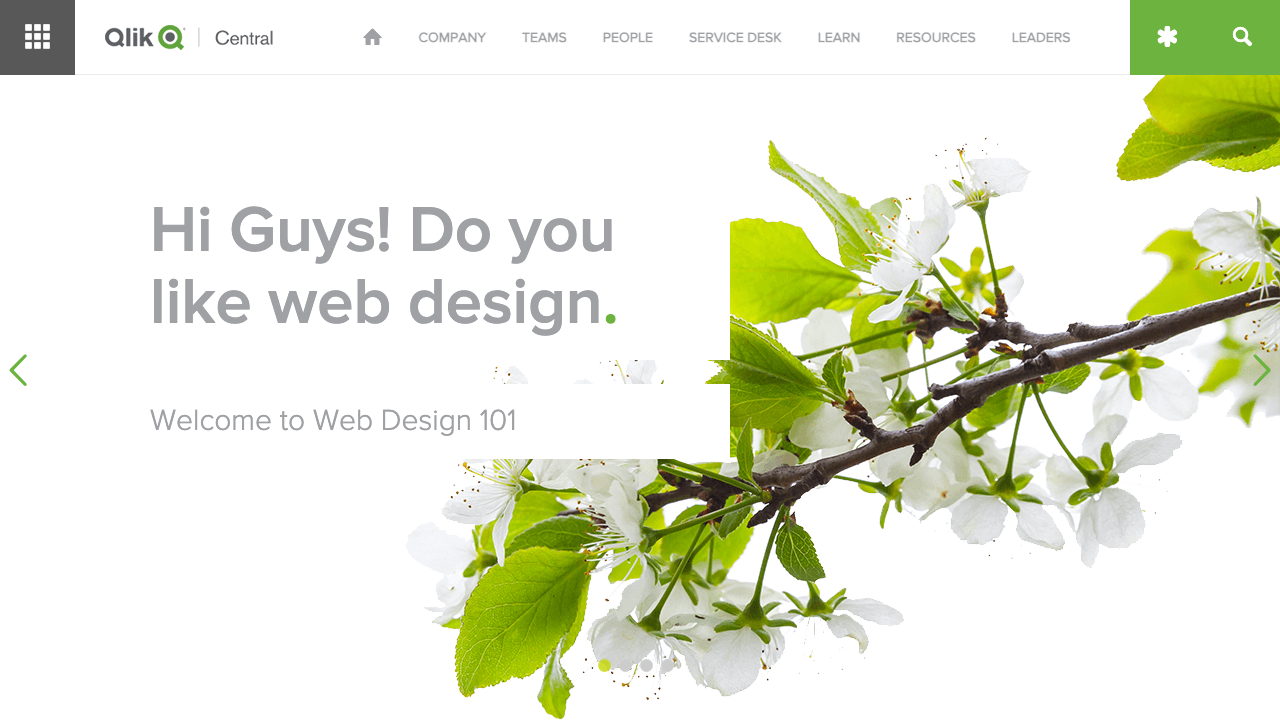 Qlik Central
COMPANY TEAMS PEOPLE SERVICE DESK LEARN RESOURCES LEADERS
Hi Guys! Do you
like web design.
Welcome to Web Design 101